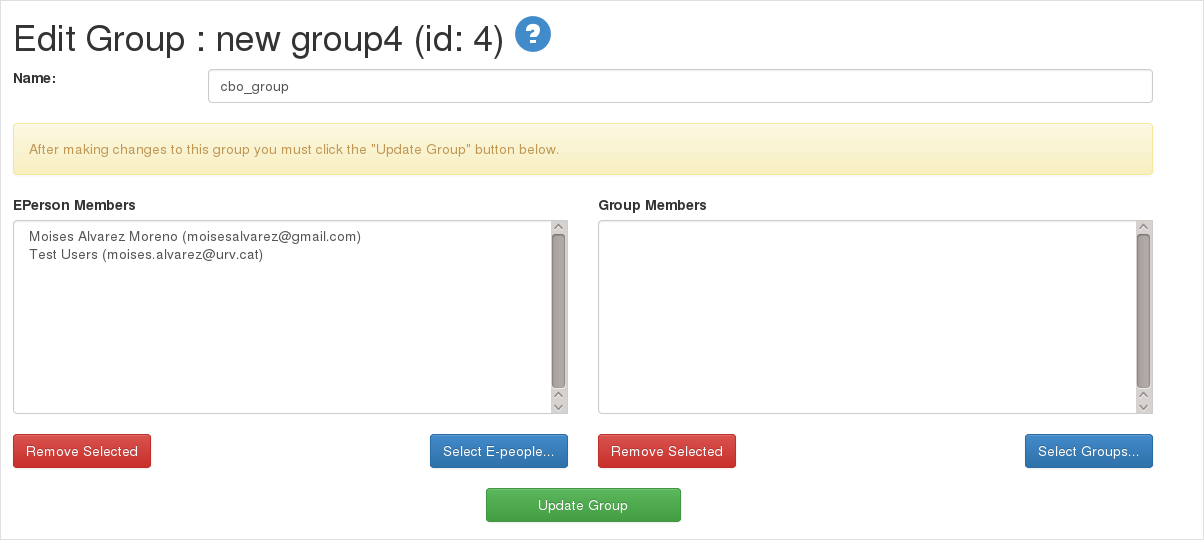 Edit Group : new group4 (id: 4) ?
Name:
cbo_group
After making changes to this group you must click the "Update Group" button below.
EPerson Members
Group Members
Moises Alvarez Moreno (moisesalvarez@gmail.com)
Test Users (moises.alvarez@urv.cat)
Remove Selected
Select E-people...
Remove Selected
Select Groups...
Update Group